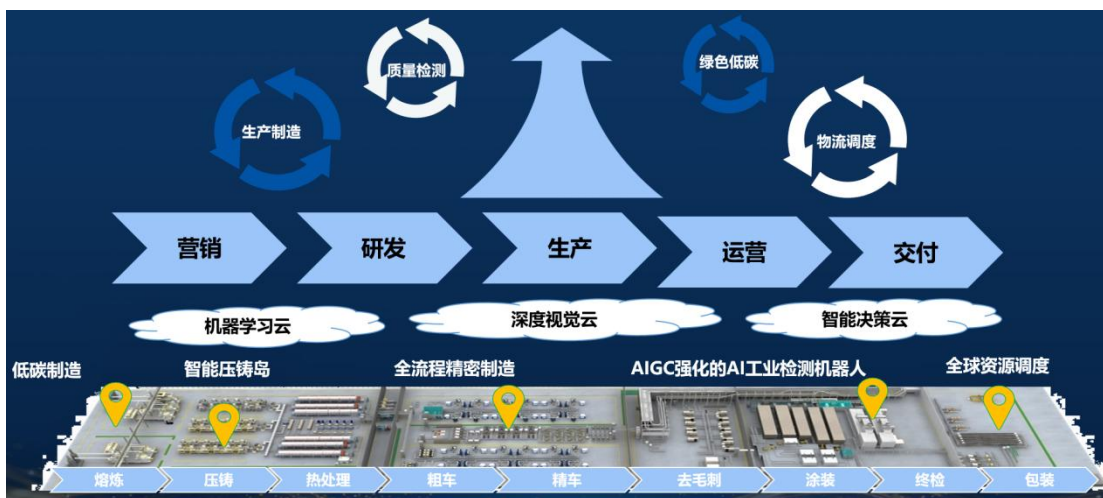 质量检测
绿色低碳
生产制造
物流调度
营销
研发
生产
运营
交付
机器学习云
深度视觉云
智能决策云
低碳制造
智能压铸岛
全流程精密制造
AIGC强化的AI工业检测机器人
全球资源调度
熔炼
压铸
热处理
粗车
精车
去毛刺
涂装
终检
包装